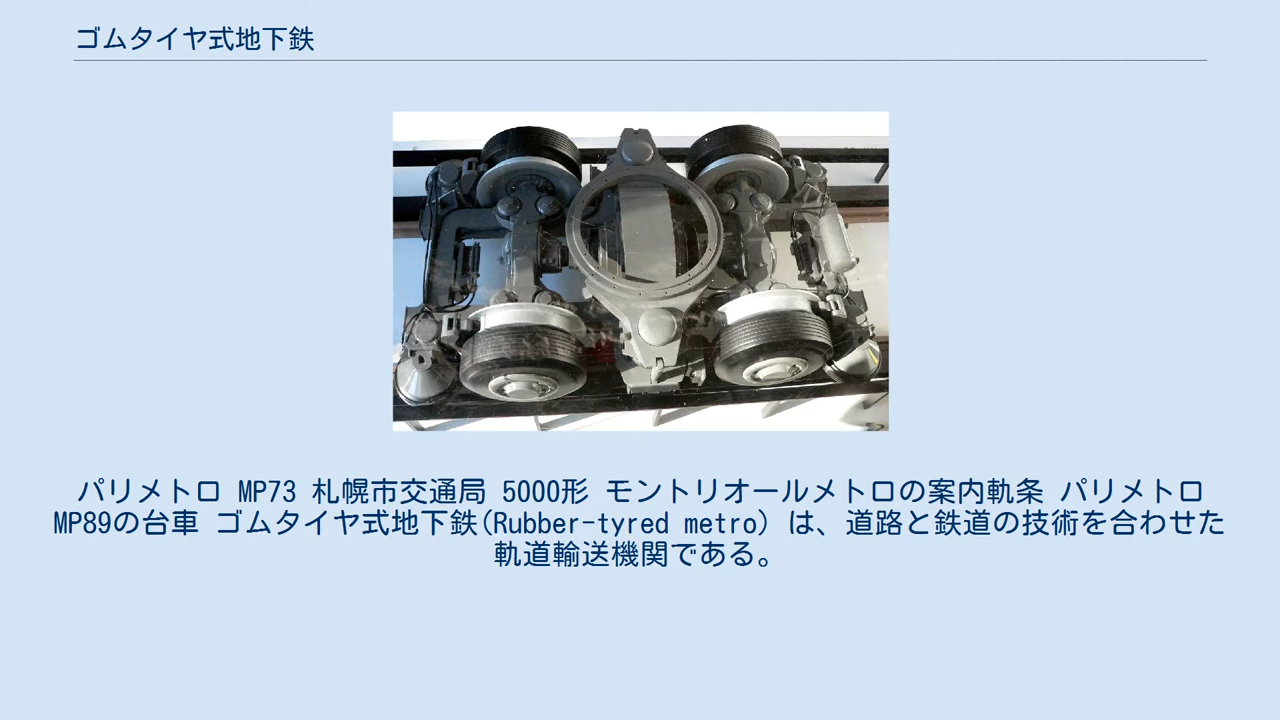 ゴムタイヤ式地下鉄
パリメトロ MP73 札幌市交通局 5000形 モントリオールメトロの案内軌条 パリメトロ
MP89の台車 ゴムタイヤ式地下鉄(Rubber-tyred metro) は、道路と鉄道の技術を合わせた
軌道輸送機関である。